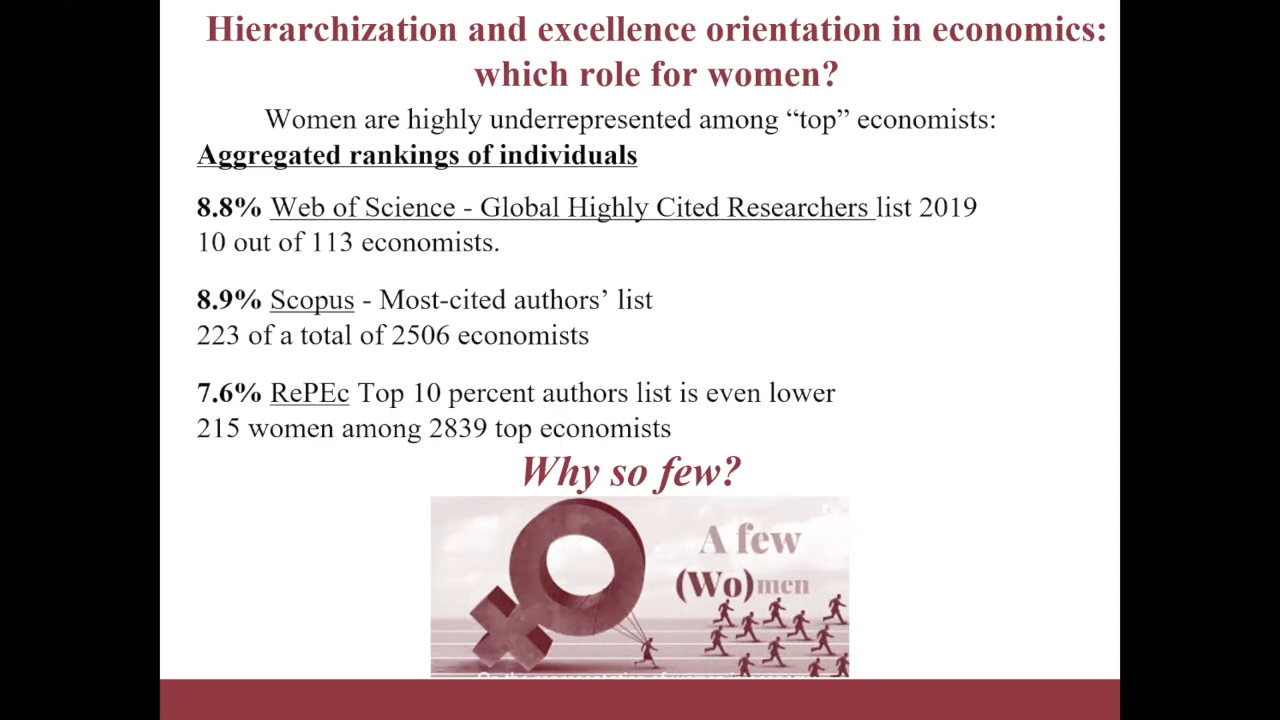 Hierarchization and excellence orientation in economics:
which role for women?
Women are highly underrepresented among “top” economists:
Aggregated rankings of individuals
8.8% Web of Science - Global Highly Cited Researchers list 2019
10 out of 113 economists.
8.9% Scopus - Most-cited authors’ list
223 of a total of 2506 economists
7.6% RePEc Top 10 percent authors list is even lower
215 women among 2839 top economists
Why so few?
A few
(Wo)men